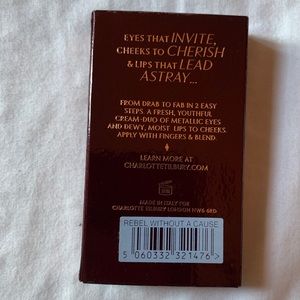 EYES THAT INVITE,
CHEEKS TO CHERISH
& LIPS THAT LEAD
ASTRAY...
FROM DRAB TO FAB IN 2 EASY
STEPS. A FRESH, YOUTHFUL
CREAM-DUO OF METALLIC EYES
AND DEWY, MOIST LIPS TO CHEEKS.
APPLY WITH FINGERS & BLEND.
LEARN MORE AT
CHARLOTTETILBURY.COM
MADE IN ITALY FOR
CHARLOTTE TILBURY LONDON NW6 6RD
REBEL WITHOUT A CAUSE
5 060332 321476 >